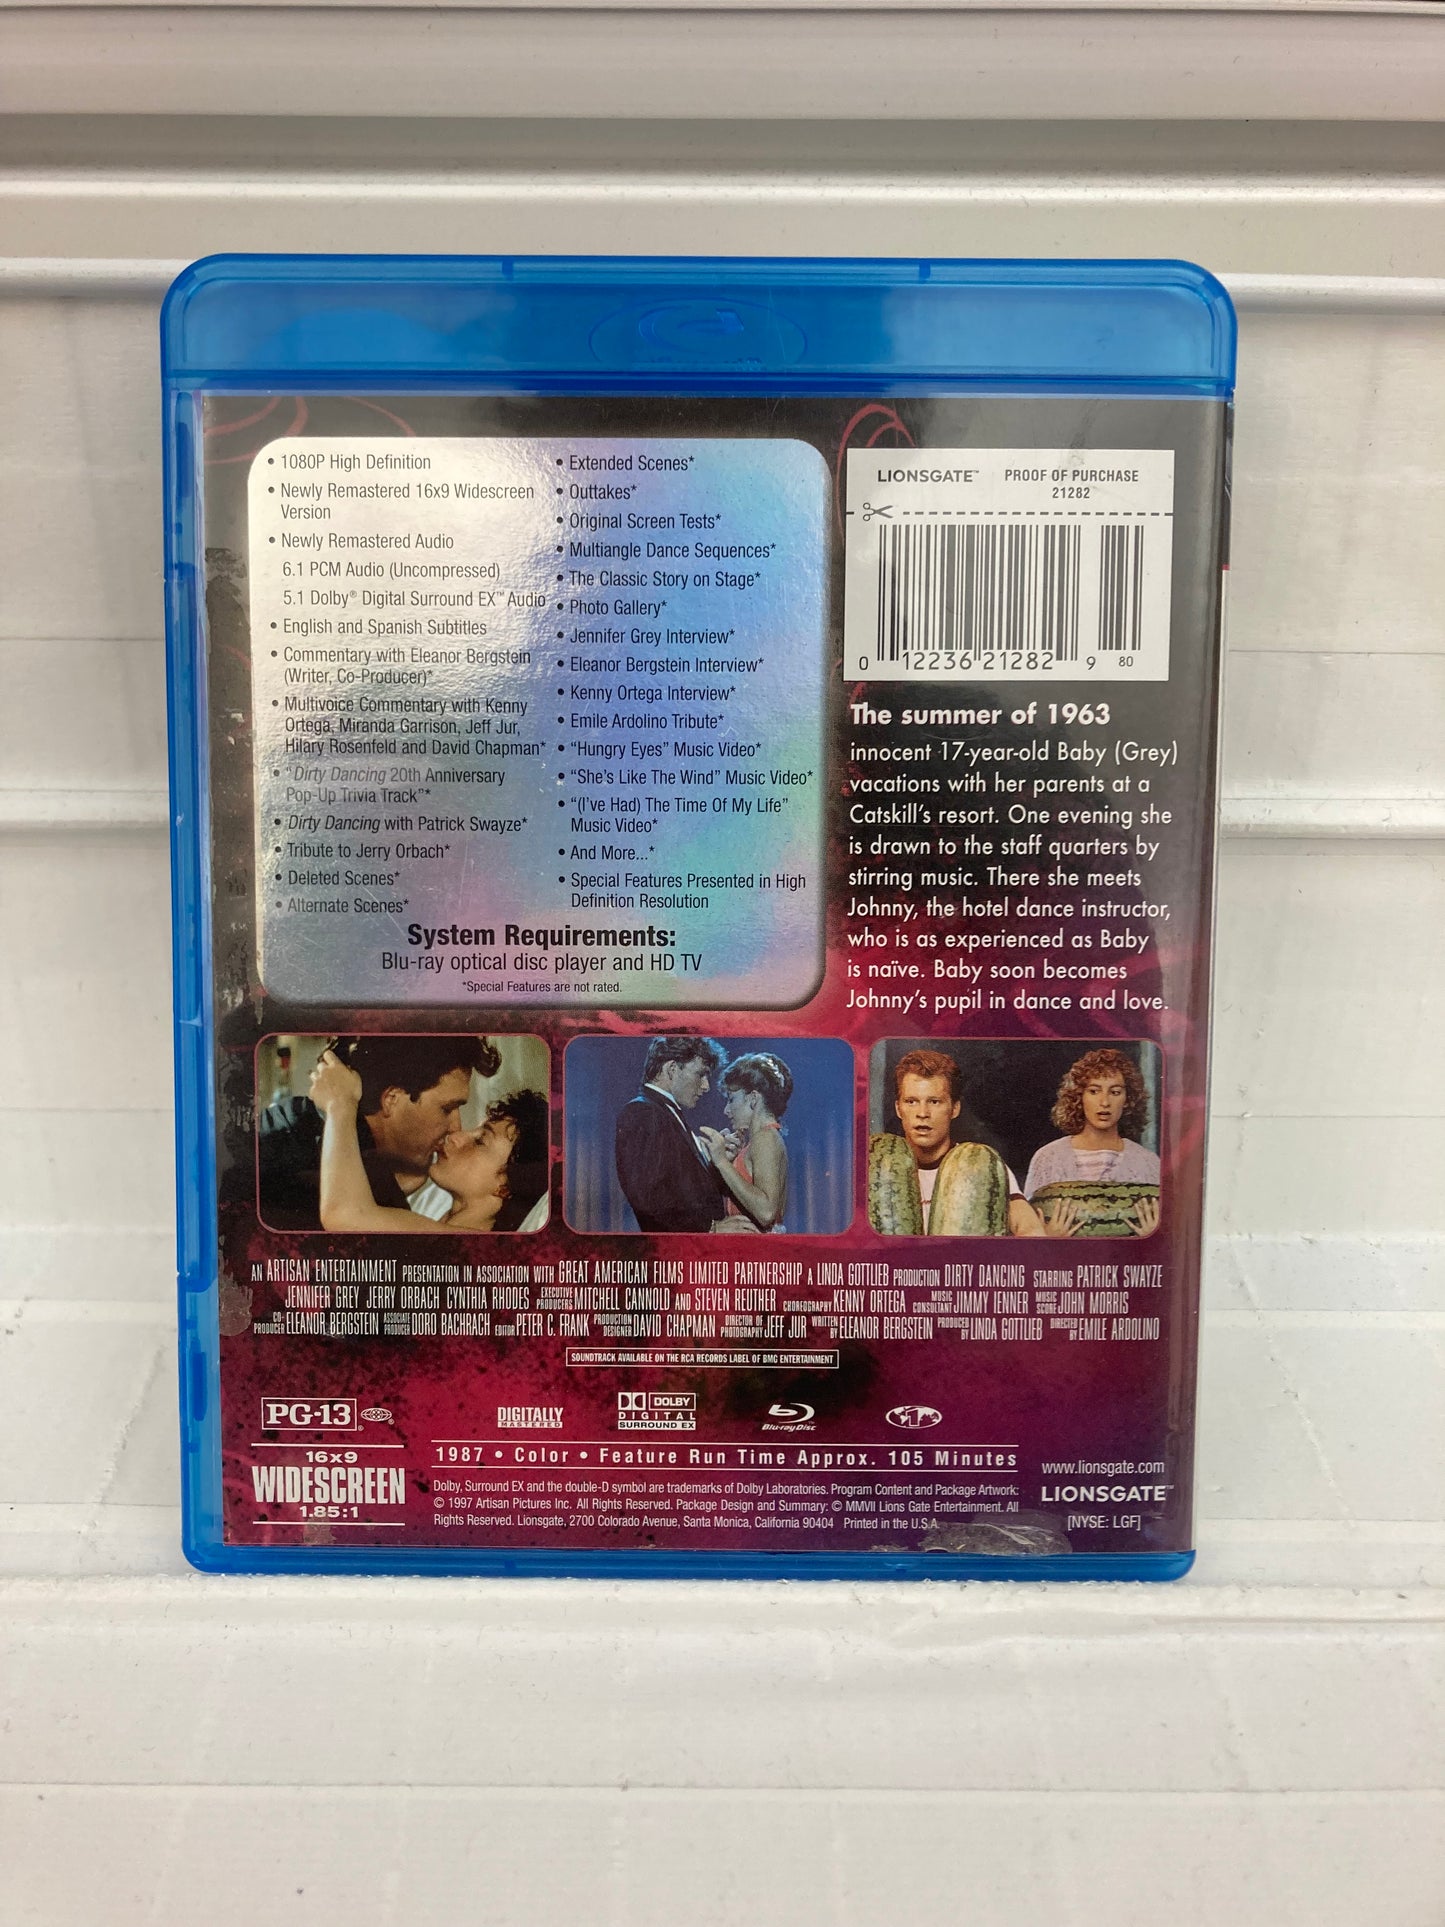 • 1080P High Definition
• Newly Remastered 16x9 Widescreen
Version
• Newly Remastered Audio
6.1 PCM Audio (Uncompressed)
5.1 Dolby® Digital Surround EX™ Audio
• English and Spanish Subtitles
• Commentary with Eleanor Bergstein
(Writer, Co-Producer)*
• Multivoice Commentary with Kenny
Ortega, Miranda Garrison, Jeff Jur,
Hilary Rosenfeld and David Chapman*
• "Dirty Dancing 20th Anniversary
Pop-Up Trivia Track"*
• Dirty Dancing with Patrick Swayze*
• Tribute to Jerry Orbach*
• Deleted Scenes*
• Alternate Scenes*
• Extended Scenes*
• Outtakes*
• Original Screen Tests*
• Multiangle Dance Sequences*
• The Classic Story on Stage*
• Photo Gallery*
• Jennifer Grey Interview*
• Eleanor Bergstein Interview*
• Kenny Ortega Interview*
• Emile Ardolino Tribute*
• "Hungry Eyes" Music Video*
• "She's Like The Wind" Music Video*
• "(I've Had) The Time Of My Life"
Music Video*
• And More...*
• Special Features Presented in High
Definition Resolution
System Requirements:
Blu-ray optical disc player and HD TV
*Special Features are not rated.
LIONSGATE™ PROOF OF PURCHASE
21282
0 12236 21282 9 80
The summer of 1963
innocent 17-year-old Baby (Grey)
vacations with her parents at a
Catskill's resort. One evening she
is drawn to the staff quarters by
stirring music. There she meets
Johnny, the hotel dance instructor,
who is as experienced as Baby
is naïve. Baby soon becomes
Johnny's pupil in dance and love.
AN ARTISAN ENTERTAINMENT PRESENTATION IN ASSOCIATION WITH GREAT AMERICAN FILMS LIMITED PARTNERSHIP A LINDA GOTTLIEB PRODUCTION DIRTY DANCING STARRING PATRICK SWAYZE
JENNIFER GREY JERRY ORBACH CYNTHIA RHODES EXECUTIVE PRODUCERS MITCHELL CANNOLD AND STEVEN REUTHER CHOREOGRAPHY KENNY ORTEGA MUSIC CONSULTANT JIMMY IENNER MUSIC SCORE JOHN MORRIS
CO-PRODUCER ELEANOR BERGSTEIN ASSOCIATE PRODUCER DORO BACHRACH EDITOR PETER C. FRANK PRODUCTION DESIGNER DAVID CHAPMAN DIRECTOR OF PHOTOGRAPHY JEFF JUR WRITTEN BY ELEANOR BERGSTEIN PRODUCED BY LINDA GOTTLIEB DIRECTED BY EMILE ARDOLINO
SOUNDTRACK AVAILABLE ON THE RCA RECORDS LABEL OF BMG ENTERTAINMENT
PG-13 ®
DIGITALLY
MASTERED
DOLBY
DIGITAL
SURROUND EX
Blu-ray Disc
1
16x9
WIDESCREEN
1.85:1
1987 • Color • Feature Run Time Approx. 105 Minutes
Dolby, Surround EX and the double-D symbol are trademarks of Dolby Laboratories. Program Content and Package Artwork:
© 1997 Artisan Pictures Inc. All Rights Reserved. Package Design and Summary: © MMVII Lions Gate Entertainment. All
Rights Reserved. Lionsgate, 2700 Colorado Avenue, Santa Monica, California 90404 Printed in the U.S.A.
www.lionsgate.com
LIONSGATE™
[NYSE: LGF]